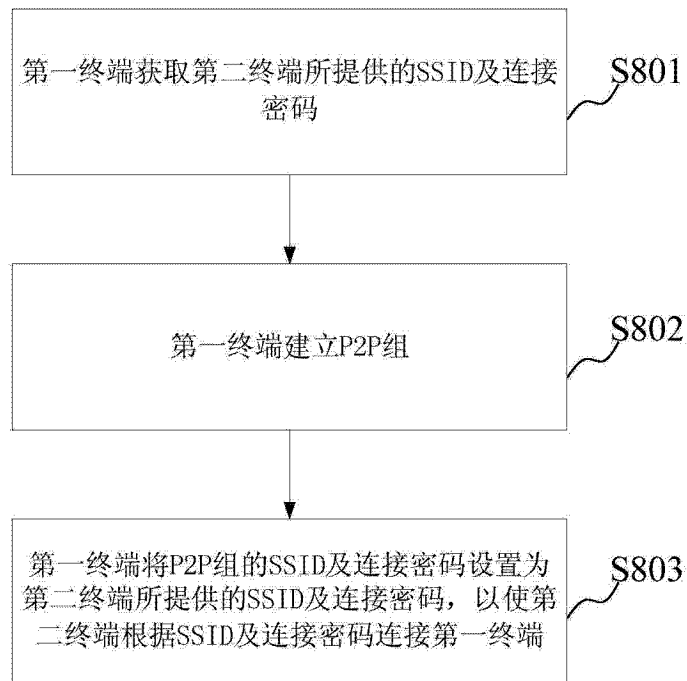 第一终端获取第二终端所提供的SSID及连接
密码
S801
第一终端建立P2P组
S802
第一终端将P2P组的SSID及连接密码设置为
第二终端所提供的SSID及连接密码，以使第
二终端根据SSID及连接密码连接第一终端
S803